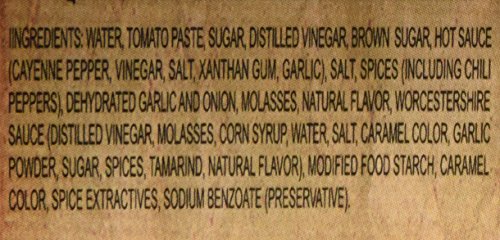 INGREDIENTS: WATER, TOMATO PASTE, SUGAR, DISTILLED VINEGAR, BROWN SUGAR, HOT SAUCE
(CAYENNE PEPPER, VINEGAR, SALT, XANTHAN GUM, GARLIC), SALT, SPICES (INCLUDING CHILI
PEPPERS), DEHYDRATED GARLIC AND ONION, MOLASSES, NATURAL FLAVOR, WORCESTERSHIRE
SAUCE (DISTILLED VINEGAR, MOLASSES, CORN SYRUP, WATER, SALT, CARAMEL COLOR, GARLIC
POWDER, SUGAR, SPICES, TAMARIND, NATURAL FLAVOR), MODIFIED FOOD STARCH, CARAMEL
COLOR, SPICE EXTRACTIVES, SODIUM BENZOATE (PRESERVATIVE).